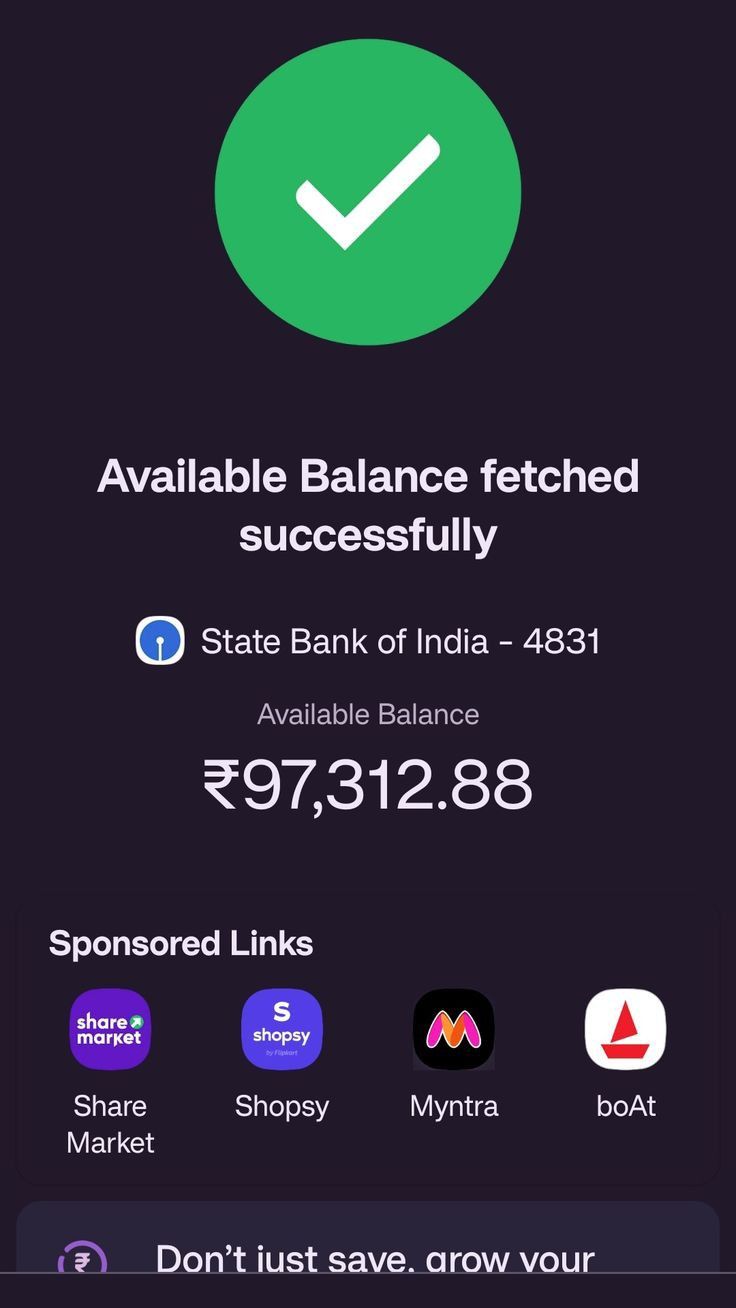 Available Balance fetched
successfully
State Bank of India - 4831
Available Balance
₹97,312.88
Sponsored Links
share
market
S
shopsy
by Flipkart
Share
Market
Shopsy
Myntra
boAt
₹
Don't just save, grow your